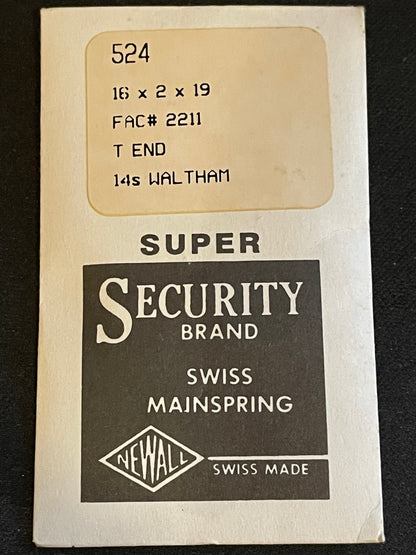 524
16 x 2 x 19
FAC# 2211
T END
14s WALTHAM
SUPER
SECURITY
BRAND
SWISS
MAINSPRING
NEWALL
SWISS MADE